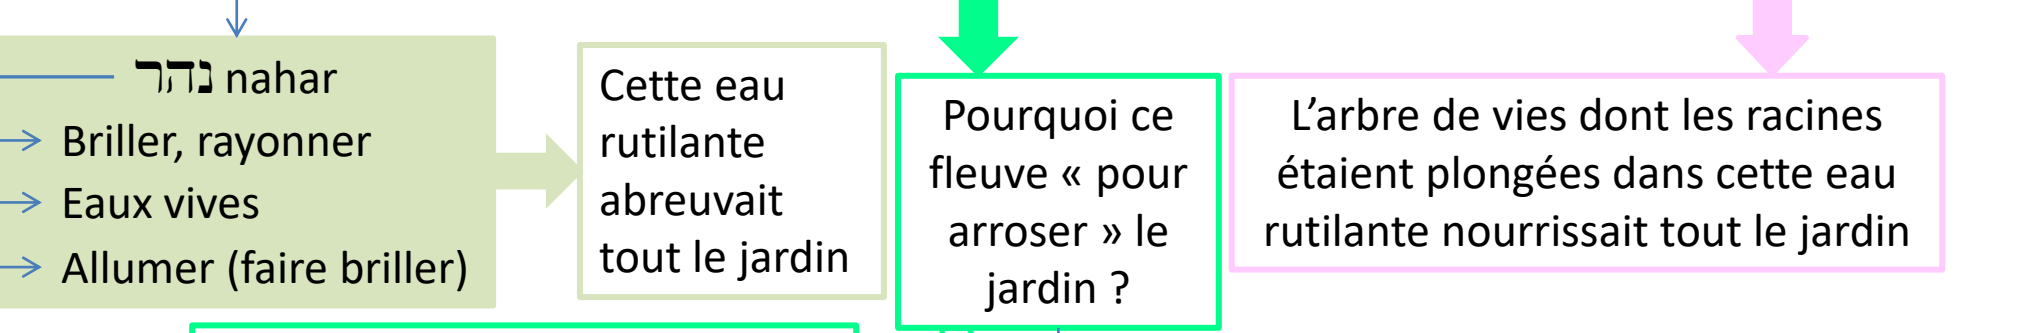 נהר nahar
Briller, rayonner
Eaux vives
Allumer (faire briller)
Cette eau
rutilante
abreuvait
tout le jardin
Pourquoi ce
fleuve « pour
arroser » le
jardin ?
L’arbre de vies dont les racines
étaient plongées dans cette eau
rutilante nourrissait tout le jardin